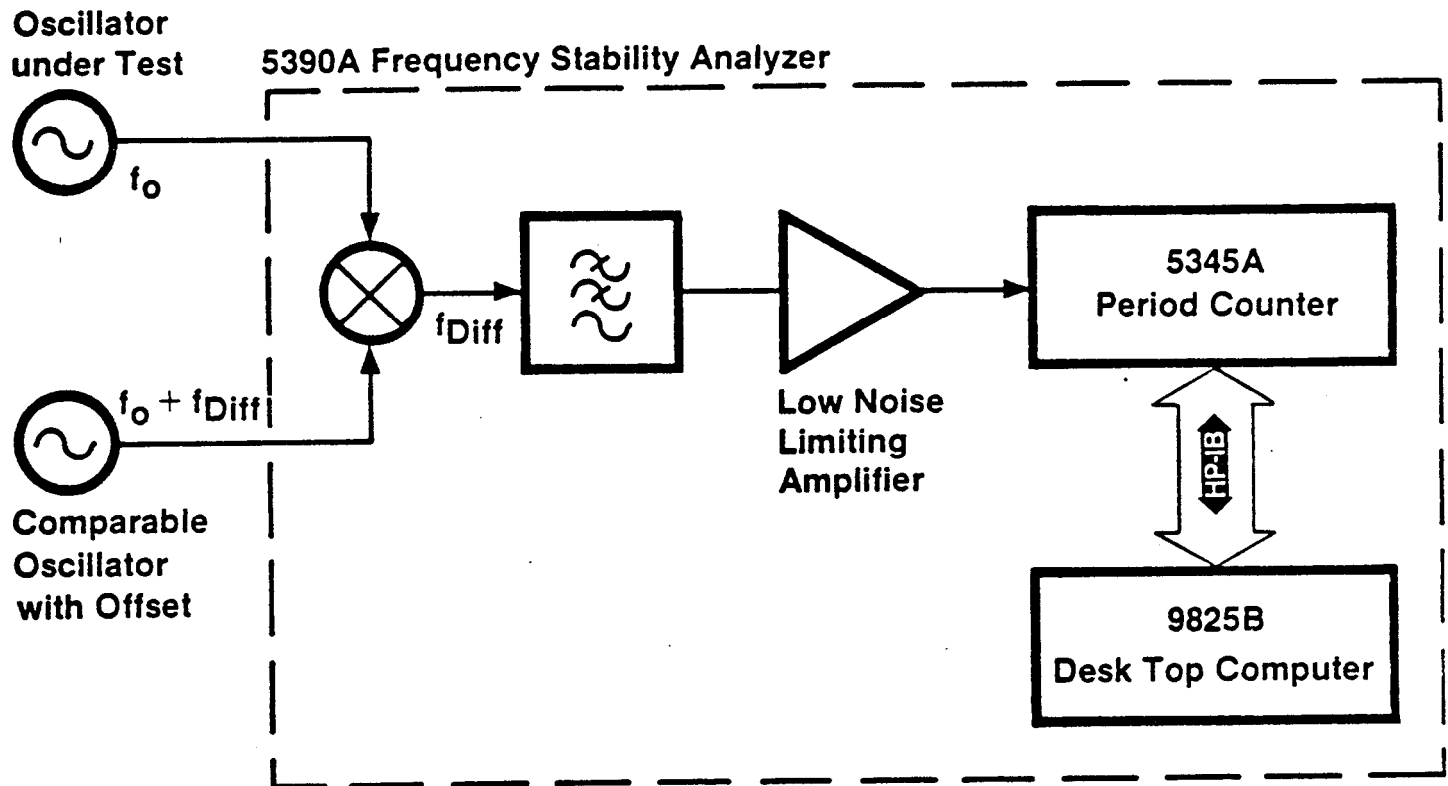 Oscillator
under Test
5390A Frequency Stability Analyzer
fo
fDiff
fo + fDiff
5345A
Period Counter
Low Noise
Limiting
Amplifier
HP-IB
Comparable
Oscillator
with Offset
9825B
Desk Top Computer